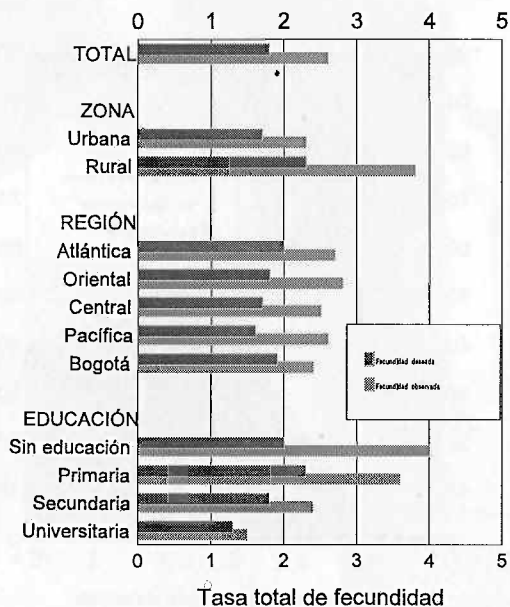 0 1 2 3 4 5
TOTAL
ZONA
Urbana
Rural
REGIÓN
Atlántica
Oriental
Central
Pacífica
Bogotá
Fecundidad deseada
Fecundidad observada
EDUCACIÓN
Sin educación
Primaria
Secundaria
Universitaria
0 1 2 3 4 5
Tasa total de fecundidad